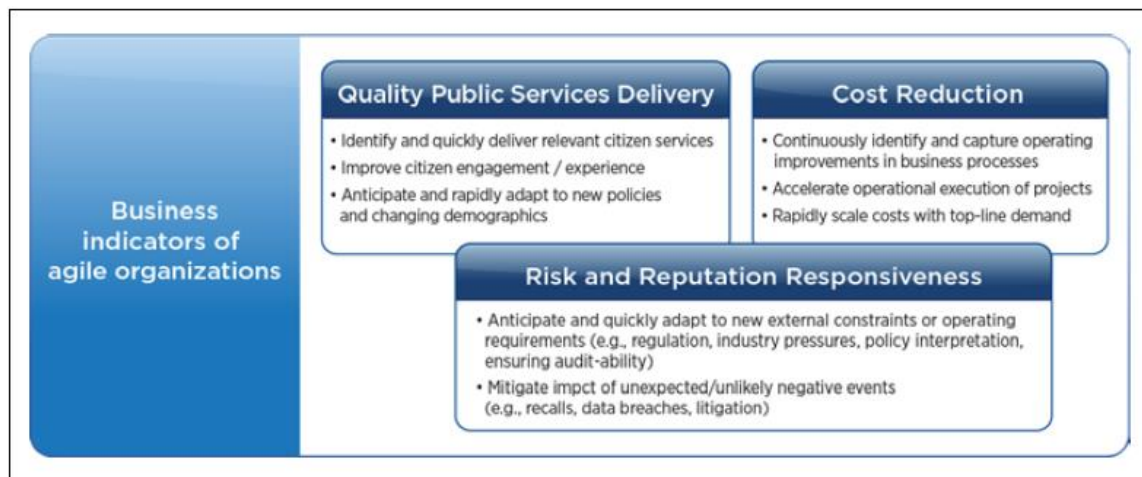 Business
indicators of
agile organizations
Quality Public Services Delivery
• Identify and quickly deliver relevant citizen services
• Improve citizen engagement / experience
• Anticipate and rapidly adapt to new policies
and changing demographics
Cost Reduction
• Continuously identify and capture operating
improvements in business processes
• Accelerate operational execution of projects
• Rapidly scale costs with top-line demand
Risk and Reputation Responsiveness
• Anticipate and quickly adapt to new external constraints or operating
requirements (e.g., regulation, industry pressures, policy interpretation,
ensuring audit-ability)
• Mitigate impct of unexpected/unlikely negative events
(e.g., recalls, data breaches, litigation)